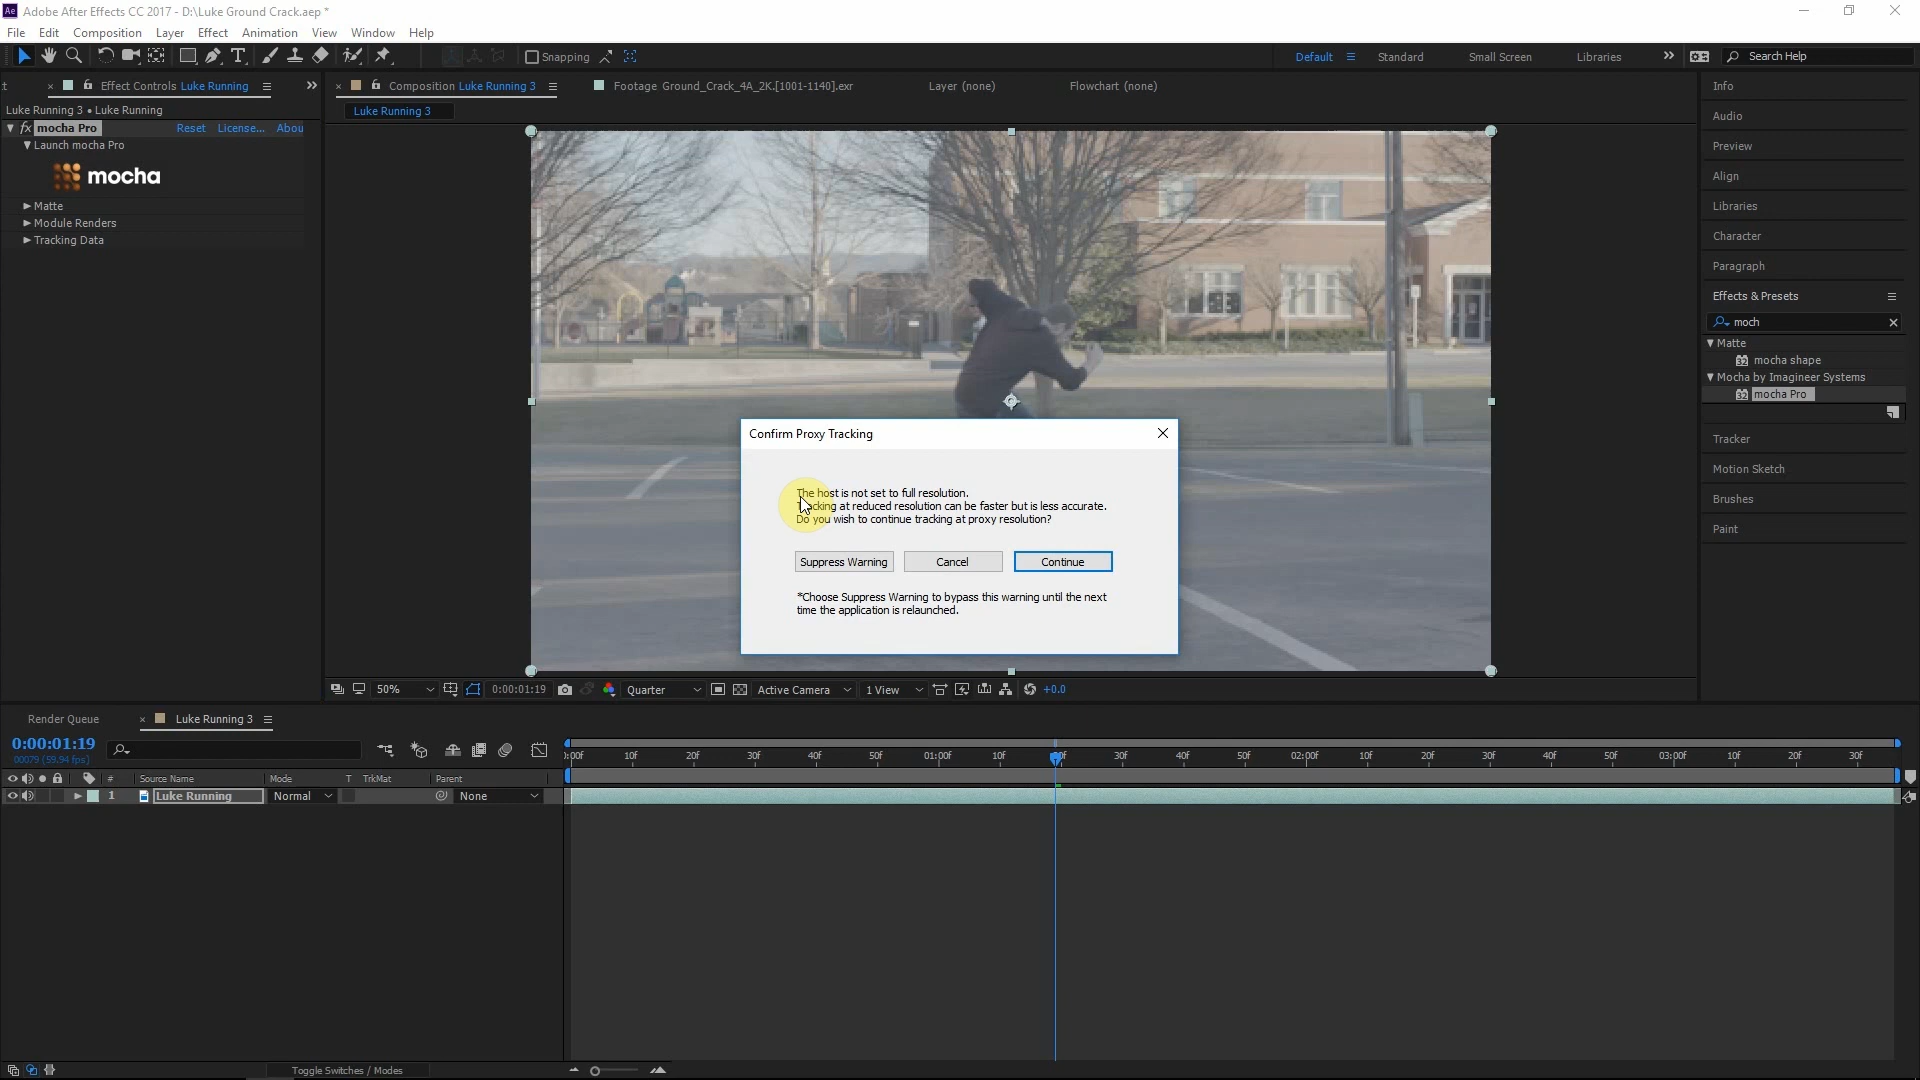 Ae Adobe After Effects CC 2017 - D:\Luke Ground Crack.aep *
File Edit Composition Layer Effect Animation View Window Help
Snapping Default Standard Small Screen Libraries Search Help
Effect Controls Luke Running
Composition Luke Running 3 Footage Ground_Crack_4A_2K.[1001-1140].exr Layer (none) Flowchart (none)
Luke Running 3 • Luke Running
Luke Running 3
fx mocha Pro Reset License... Abou
Launch mocha Pro
mocha
Matte
Module Renders
Tracking Data
Info
Audio
Preview
Align
Libraries
Character
Paragraph
Effects & Presets
moch
Matte
mocha shape
Mocha by Imagineer Systems
mocha Pro
Tracker
Motion Sketch
Brushes
Paint
Confirm Proxy Tracking
The host is not set to full resolution.
Tracking at reduced resolution can be faster but is less accurate.
Do you wish to continue tracking at proxy resolution?
Suppress Warning Cancel Continue
*Choose Suppress Warning to bypass this warning until the next
time the application is relaunched.
50% 0:00:01:19 Quarter Active Camera 1 View +0.0
Render Queue Luke Running 3
0:00:01:19
00079 (59.94 fps)
):00f 10f 20f 30f 40f 50f 01:00f 10f 30f 40f 50f 02:00f 10f 20f 30f 40f 50f 03:00f 10f 20f 30f
# Source Name Mode T TrkMat Parent
1 Luke Running Normal None
Toggle Switches / Modes